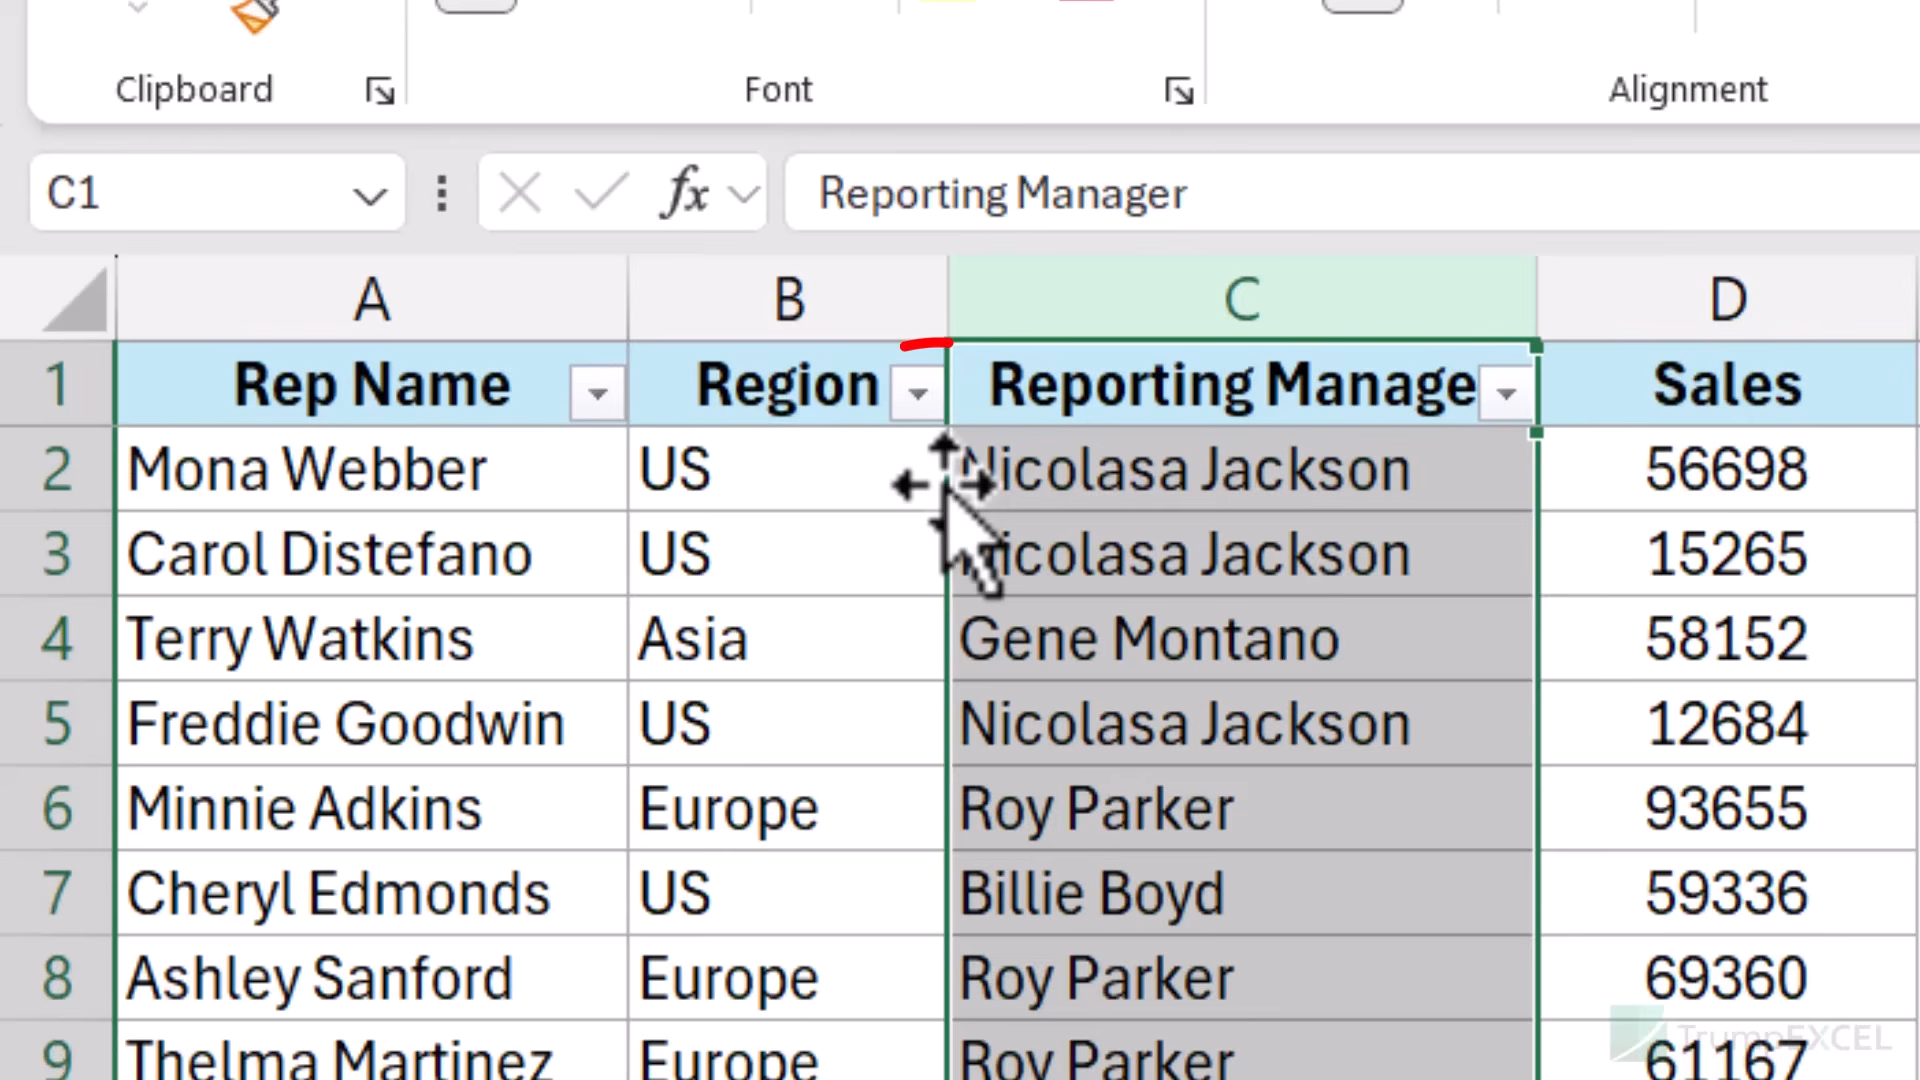 Clipboard Font Alignment
C1 fx Reporting Manager
A B C D
1 Rep Name Region Reporting Manage Sales
2 Mona Webber US Nicolasa Jackson 56698
3 Carol Distefano US Nicolasa Jackson 15265
4 Terry Watkins Asia Gene Montano 58152
5 Freddie Goodwin US Nicolasa Jackson 12684
6 Minnie Adkins Europe Roy Parker 93655
7 Cheryl Edmonds US Billie Boyd 59336
8 Ashley Sanford Europe Roy Parker 69360
9 Thelma Martinez Europe Roy Parker 61167
TrumpEXCEL